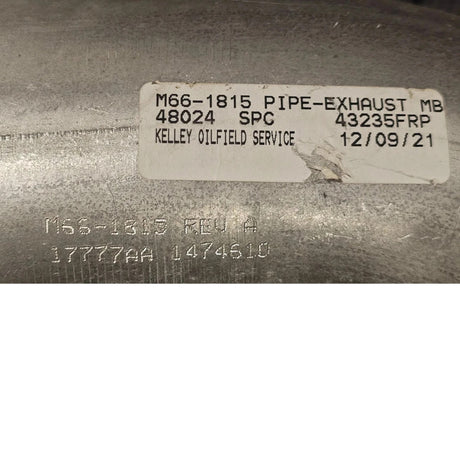 M66-1815 PIPE-EXHAUST MB
48024 SPC 43235FRP
KELLEY OILFIELD SERVICE 12/09/21
M66-1815 REV A
17777AA 1474610